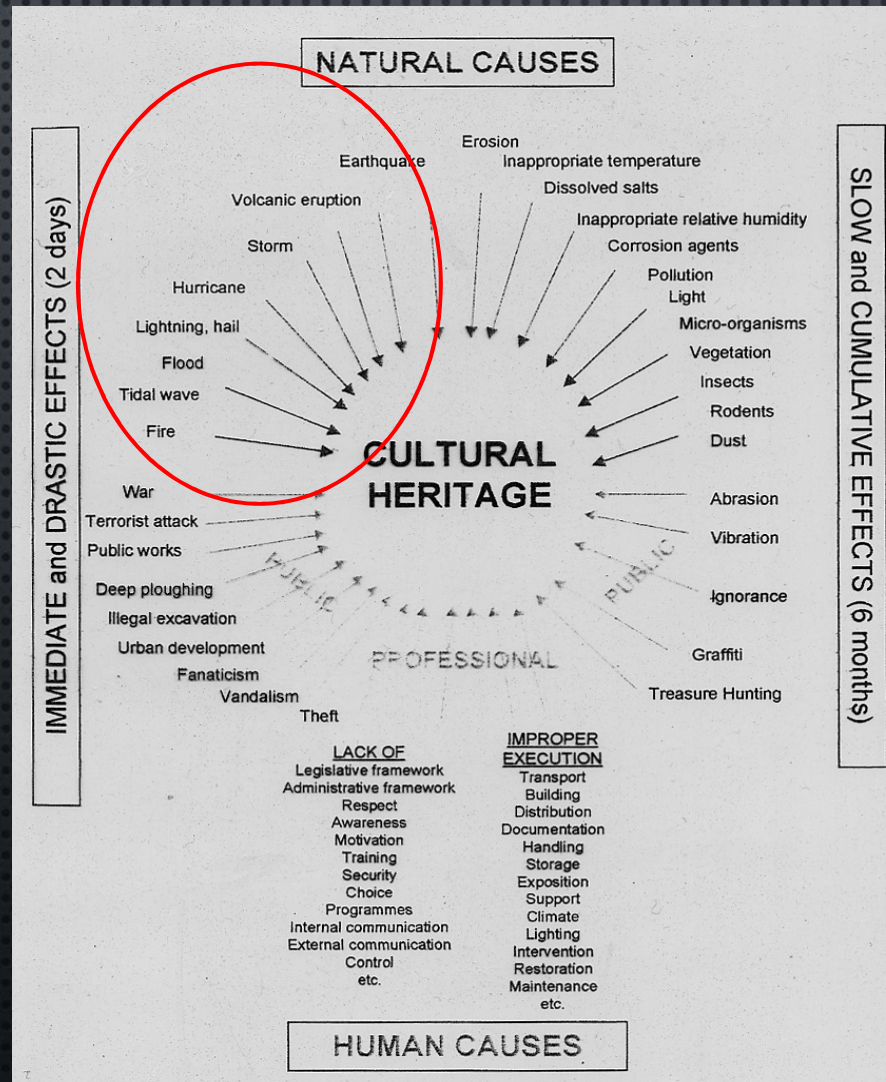 NATURAL CAUSES
IMMEDIATE and DRASTIC EFFECTS (2 days)
Earthquake
Volcanic eruption
Storm
Hurricane
Lightning, hail
Flood
Tidal wave
Fire
War
Terrorist attack
Public works
Deep ploughing
Illegal excavation
Urban development
Fanaticism
Vandalism
Theft
Erosion
Inappropriate temperature
Dissolved salts
Inappropriate relative humidity
Corrosion agents
Pollution
Light
Micro-organisms
Vegetation
Insects
Rodents
Dust
Abrasion
Vibration
Ignorance
Graffiti
Treasure Hunting
SLOW and CUMULATIVE EFFECTS (6 months)
CULTURAL
HERITAGE
PUBLIC
PUBLIC
PROFESSIONAL
LACK OF
Legislative framework
Administrative framework
Respect
Awareness
Motivation
Training
Security
Choice
Programmes
Internal communication
External communication
Control
etc.
IMPROPER
EXECUTION
Transport
Building
Distribution
Documentation
Handling
Storage
Exposition
Support
Climate
Lighting
Intervention
Restoration
Maintenance
etc.
HUMAN CAUSES